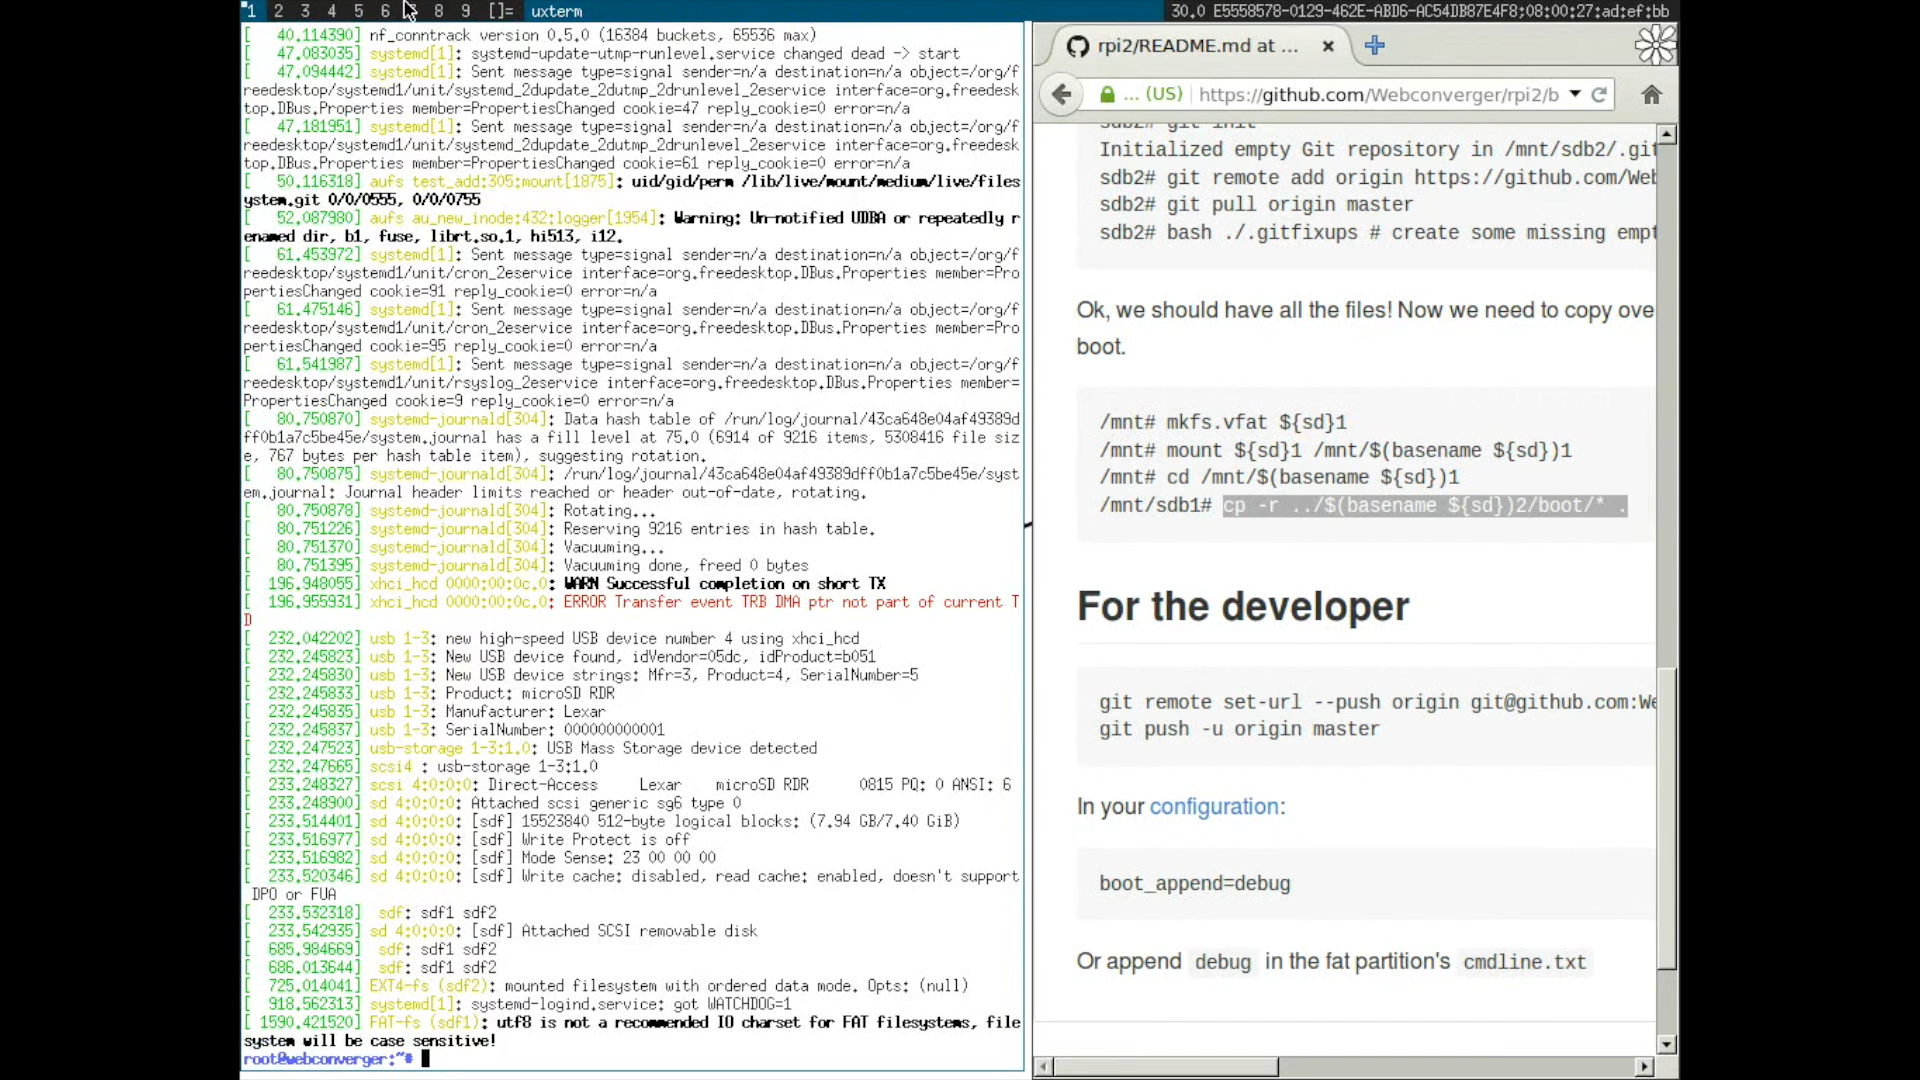 1 2 3 4 5 6 7 8 9 []= uxterm
30.0 E5558578-0129-462E-ABD6-AC54DB87E4F8;08:00:27:ad:ef:bb
[   40.114390] nf_conntrack version 0.5.0 (16384 buckets, 65536 max)
[   47.083035] systemd[1]: systemd-update-utmp-runlevel.service changed dead -> start
[   47.094442] systemd[1]: Sent message type=signal sender=n/a destination=n/a object=/org/f
reedesktop/systemd1/unit/systemd_2dupdate_2dutmp_2drunlevel_2eservice interface=org.freedesk
top.DBus.Properties member=PropertiesChanged cookie=47 reply_cookie=0 error=n/a
[   47.181951] systemd[1]: Sent message type=signal sender=n/a destination=n/a object=/org/f
reedesktop/systemd1/unit/systemd_2dupdate_2dutmp_2drunlevel_2eservice interface=org.freedesk
top.DBus.Properties member=PropertiesChanged cookie=61 reply_cookie=0 error=n/a
[   50.116318] aufs test_add:305:mount[1875]: uid/gid/perm /lib/live/mount/medium/live/files
ystem.git 0/0/0555, 0/0/0755
[   52.087980] aufs au_new_inode:432:logger[1954]: Warning: Un-notified UDBA or repeatedly r
enamed dir, b1, fuse, librt.so.1, hi513, i12.
[   61.453972] systemd[1]: Sent message type=signal sender=n/a destination=n/a object=/org/f
reedesktop/systemd1/unit/cron_2eservice interface=org.freedesktop.DBus.Properties member=Pro
pertiesChanged cookie=91 reply_cookie=0 error=n/a
[   61.475146] systemd[1]: Sent message type=signal sender=n/a destination=n/a object=/org/f
reedesktop/systemd1/unit/cron_2eservice interface=org.freedesktop.DBus.Properties member=Pro
pertiesChanged cookie=95 reply_cookie=0 error=n/a
[   61.541987] systemd[1]: Sent message type=signal sender=n/a destination=n/a object=/org/f
reedesktop/systemd1/unit/rsyslog_2eservice interface=org.freedesktop.DBus.Properties member=
PropertiesChanged cookie=9 reply_cookie=0 error=n/a
[   80.750870] systemd-journald[304]: Data hash table of /run/log/journal/43ca648e04af49389d
ff0b1a7c5be45e/system.journal has a fill level at 75.0 (6914 of 9216 items, 5308416 file siz
e, 767 bytes per hash table item), suggesting rotation.
[   80.750875] systemd-journald[304]: /run/log/journal/43ca648e04af49389dff0b1a7c5be45e/syst
em.journal: Journal header limits reached or header out-of-date, rotating.
[   80.750878] systemd-journald[304]: Rotating...
[   80.751226] systemd-journald[304]: Reserving 9216 entries in hash table.
[   80.751370] systemd-journald[304]: Vacuuming...
[   80.751395] systemd-journald[304]: Vacuuming done, freed 0 bytes
[  196.948055] xhci_hcd 0000:00:0c.0: WARN Successful completion on short TX
[  196.955931] xhci_hcd 0000:00:0c.0: ERROR Transfer event TRB DMA ptr not part of current T
D
[  232.042202] usb 1-3: new high-speed USB device number 4 using xhci_hcd
[  232.245823] usb 1-3: New USB device found, idVendor=05dc, idProduct=b051
[  232.245830] usb 1-3: New USB device strings: Mfr=3, Product=4, SerialNumber=5
[  232.245833] usb 1-3: Product: microSD RDR
[  232.245835] usb 1-3: Manufacturer: Lexar
[  232.245837] usb 1-3: SerialNumber: 000000000001
[  232.247523] usb-storage 1-3:1.0: USB Mass Storage device detected
[  232.247665] scsi4 : usb-storage 1-3:1.0
[  233.248327] scsi 4:0:0:0: Direct-Access     Lexar    microSD RDR      0815 PQ: 0 ANSI: 6
[  233.248900] sd 4:0:0:0: Attached scsi generic sg6 type 0
[  233.514401] sd 4:0:0:0: [sdf] 15523840 512-byte logical blocks: (7.94 GB/7.40 GiB)
[  233.516977] sd 4:0:0:0: [sdf] Write Protect is off
[  233.516982] sd 4:0:0:0: [sdf] Mode Sense: 23 00 00 00
[  233.520346] sd 4:0:0:0: [sdf] Write cache: disabled, read cache: enabled, doesn't support
DPO or FUA
[  233.532318]  sdf: sdf1 sdf2
[  233.542935] sd 4:0:0:0: [sdf] Attached SCSI removable disk
[  685.984669]  sdf: sdf1 sdf2
[  686.013644]  sdf: sdf1 sdf2
[  725.014041] EXT4-fs (sdf2): mounted filesystem with ordered data mode. Opts: (null)
[  918.562313] systemd[1]: systemd-logind.service: got WATCHDOG=1
[ 1590.421520] FAT-fs (sdf1): utf8 is not a recommended IO charset for FAT filesystems, file
system will be case sensitive!
root@webconverger:~#
rpi2/README.md at ...
... (US) https://github.com/Webconverger/rpi2/b
sdb2# git init
Initialized empty Git repository in /mnt/sdb2/.git
sdb2# git remote add origin https://github.com/Web
sdb2# git pull origin master
sdb2# bash ./.gitfixups # create some missing empt
Ok, we should have all the files! Now we need to copy ove
boot.
/mnt# mkfs.vfat ${sd}1
/mnt# mount ${sd}1 /mnt/$(basename ${sd})1
/mnt# cd /mnt/$(basename ${sd})1
/mnt/sdb1# cp -r ../$(basename ${sd})2/boot/* .
For the developer
git remote set-url --push origin git@github.com:We
git push -u origin master
In your configuration:
boot_append=debug
Or append debug in the fat partition's cmdline.txt